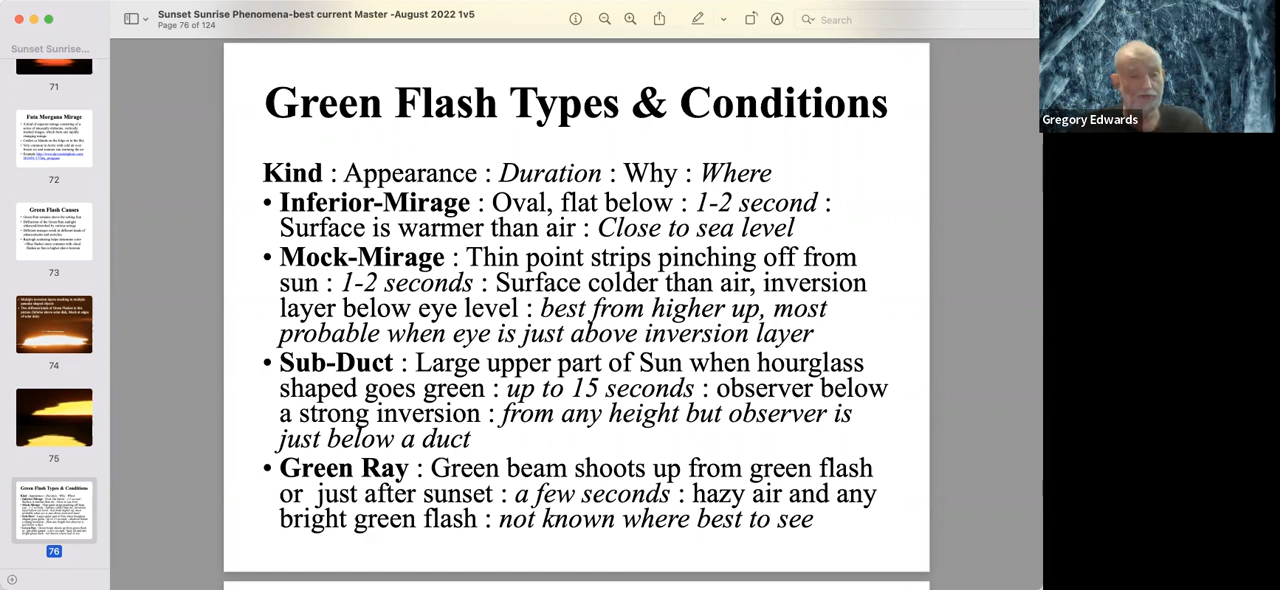 Sunset Sunrise Phenomena-best current Master -August 2022 1v5
Page 76 of 124
Search
Sunset Sunrise...
71
Fata Morgana Mirage
72
Green Flash Causes
73
74
75
Green Flash Types & Conditions
76
Green Flash Types & Conditions
Kind : Appearance : Duration : Why : Where
• Inferior-Mirage : Oval, flat below : 1-2 second :
Surface is warmer than air : Close to sea level
• Mock-Mirage : Thin point strips pinching off from
sun : 1-2 seconds : Surface colder than air, inversion
layer below eye level : best from higher up, most
probable when eye is just above inversion layer
• Sub-Duct : Large upper part of Sun when hourglass
shaped goes green : up to 15 seconds : observer below
a strong inversion : from any height but observer is
just below a duct
• Green Ray : Green beam shoots up from green flash
or just after sunset : a few seconds : hazy air and any
bright green flash : not known where best to see
Gregory Edwards